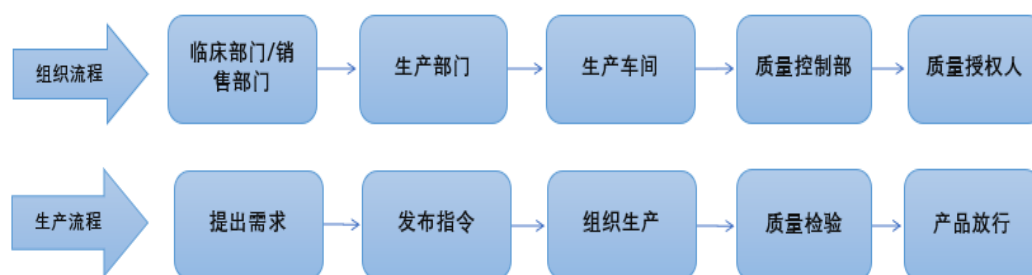 组织流程
临床部门/销
售部门
生产部门
生产车间
质量控制部
质量授权人
生产流程
提出需求
发布指令
组织生产
质量检验
产品放行